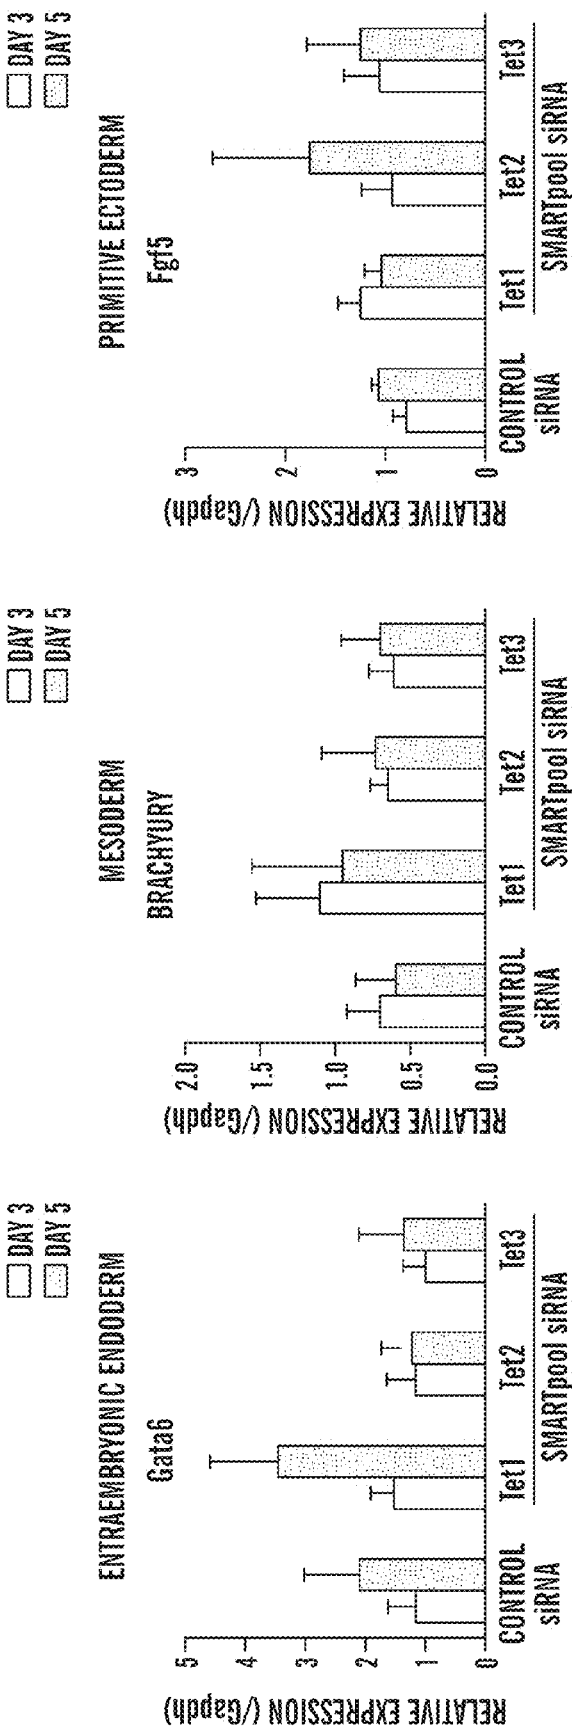 DAY 3
DAY 5
ENTRAEMBRYONIC ENDODERM
Gata6
RELATIVE EXPRESSION (/Gapdh)
5
4
3
2
1
0
CONTROL
siRNA
Tet1
Tet2
Tet3
SMARTpool siRNA
DAY 3
DAY 5
MESODERM
BRACHYURY
RELATIVE EXPRESSION (/Gapdh)
2.0
1.5
1.0
0.5
0.0
CONTROL
siRNA
Tet1
Tet2
Tet3
SMARTpool siRNA
DAY 3
DAY 5
PRIMITIVE ECTODERM
Fgf5
RELATIVE EXPRESSION (/Gapdh)
3
2
1
0
CONTROL
siRNA
Tet1
Tet2
Tet3
SMARTpool siRNA